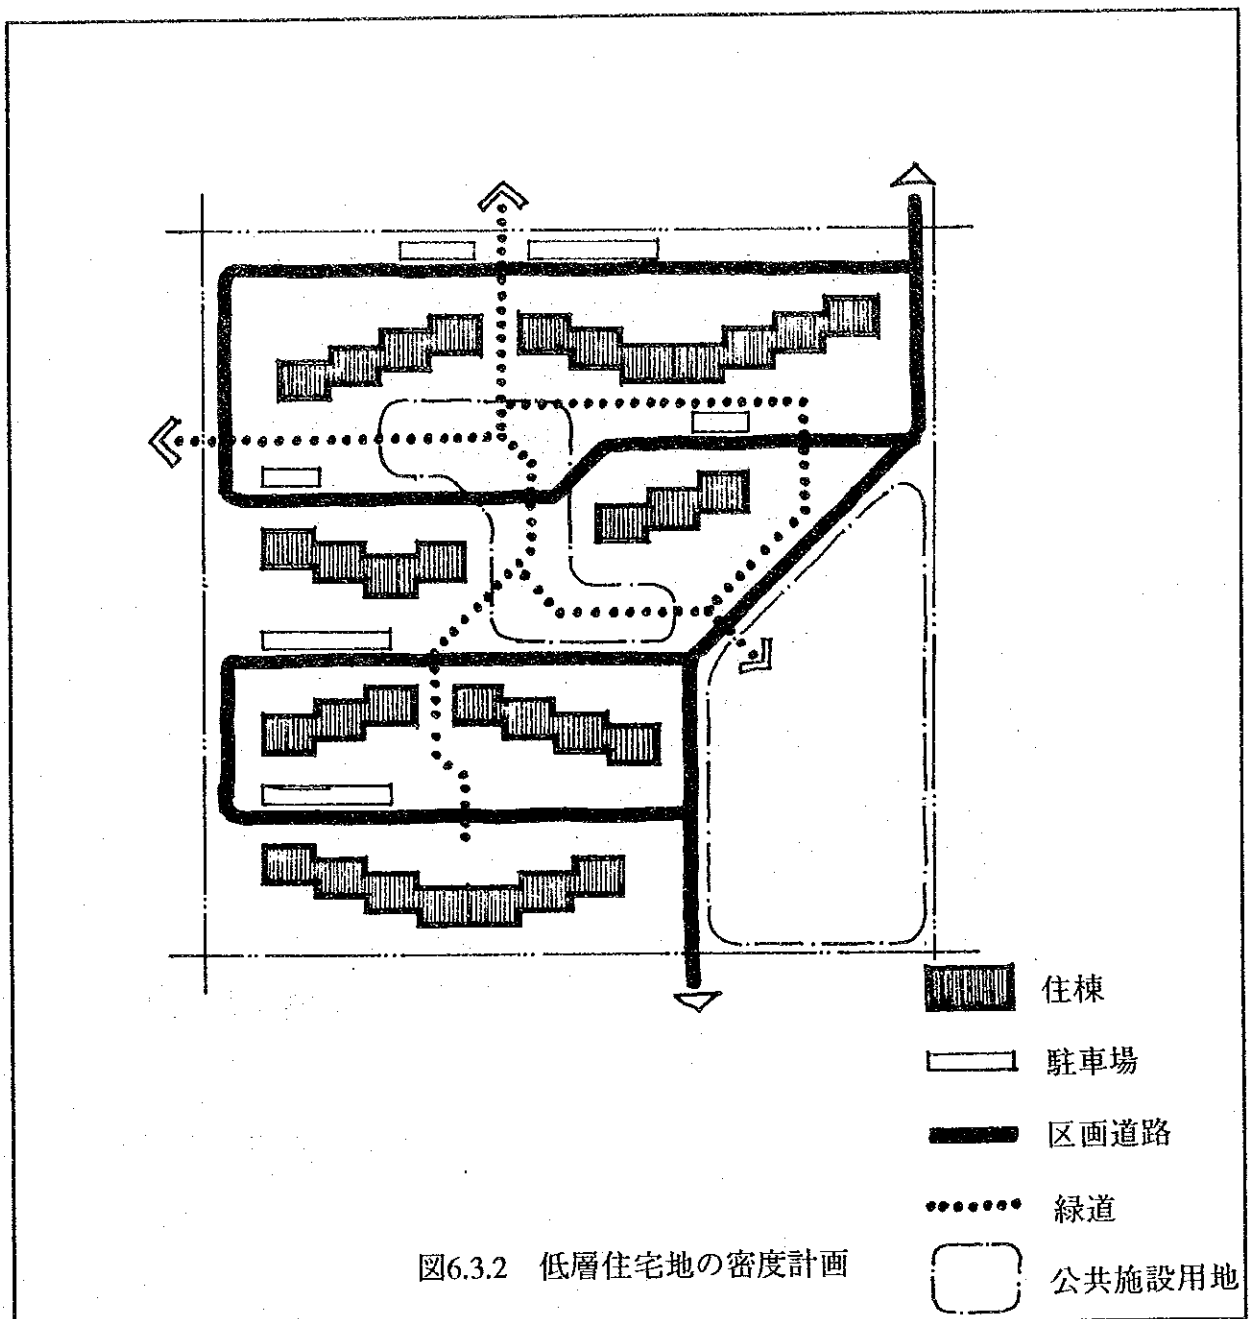 住棟
駐車場
区画道路
緑道
公共施設用地
図6.3.2 低層住宅地の密度計画